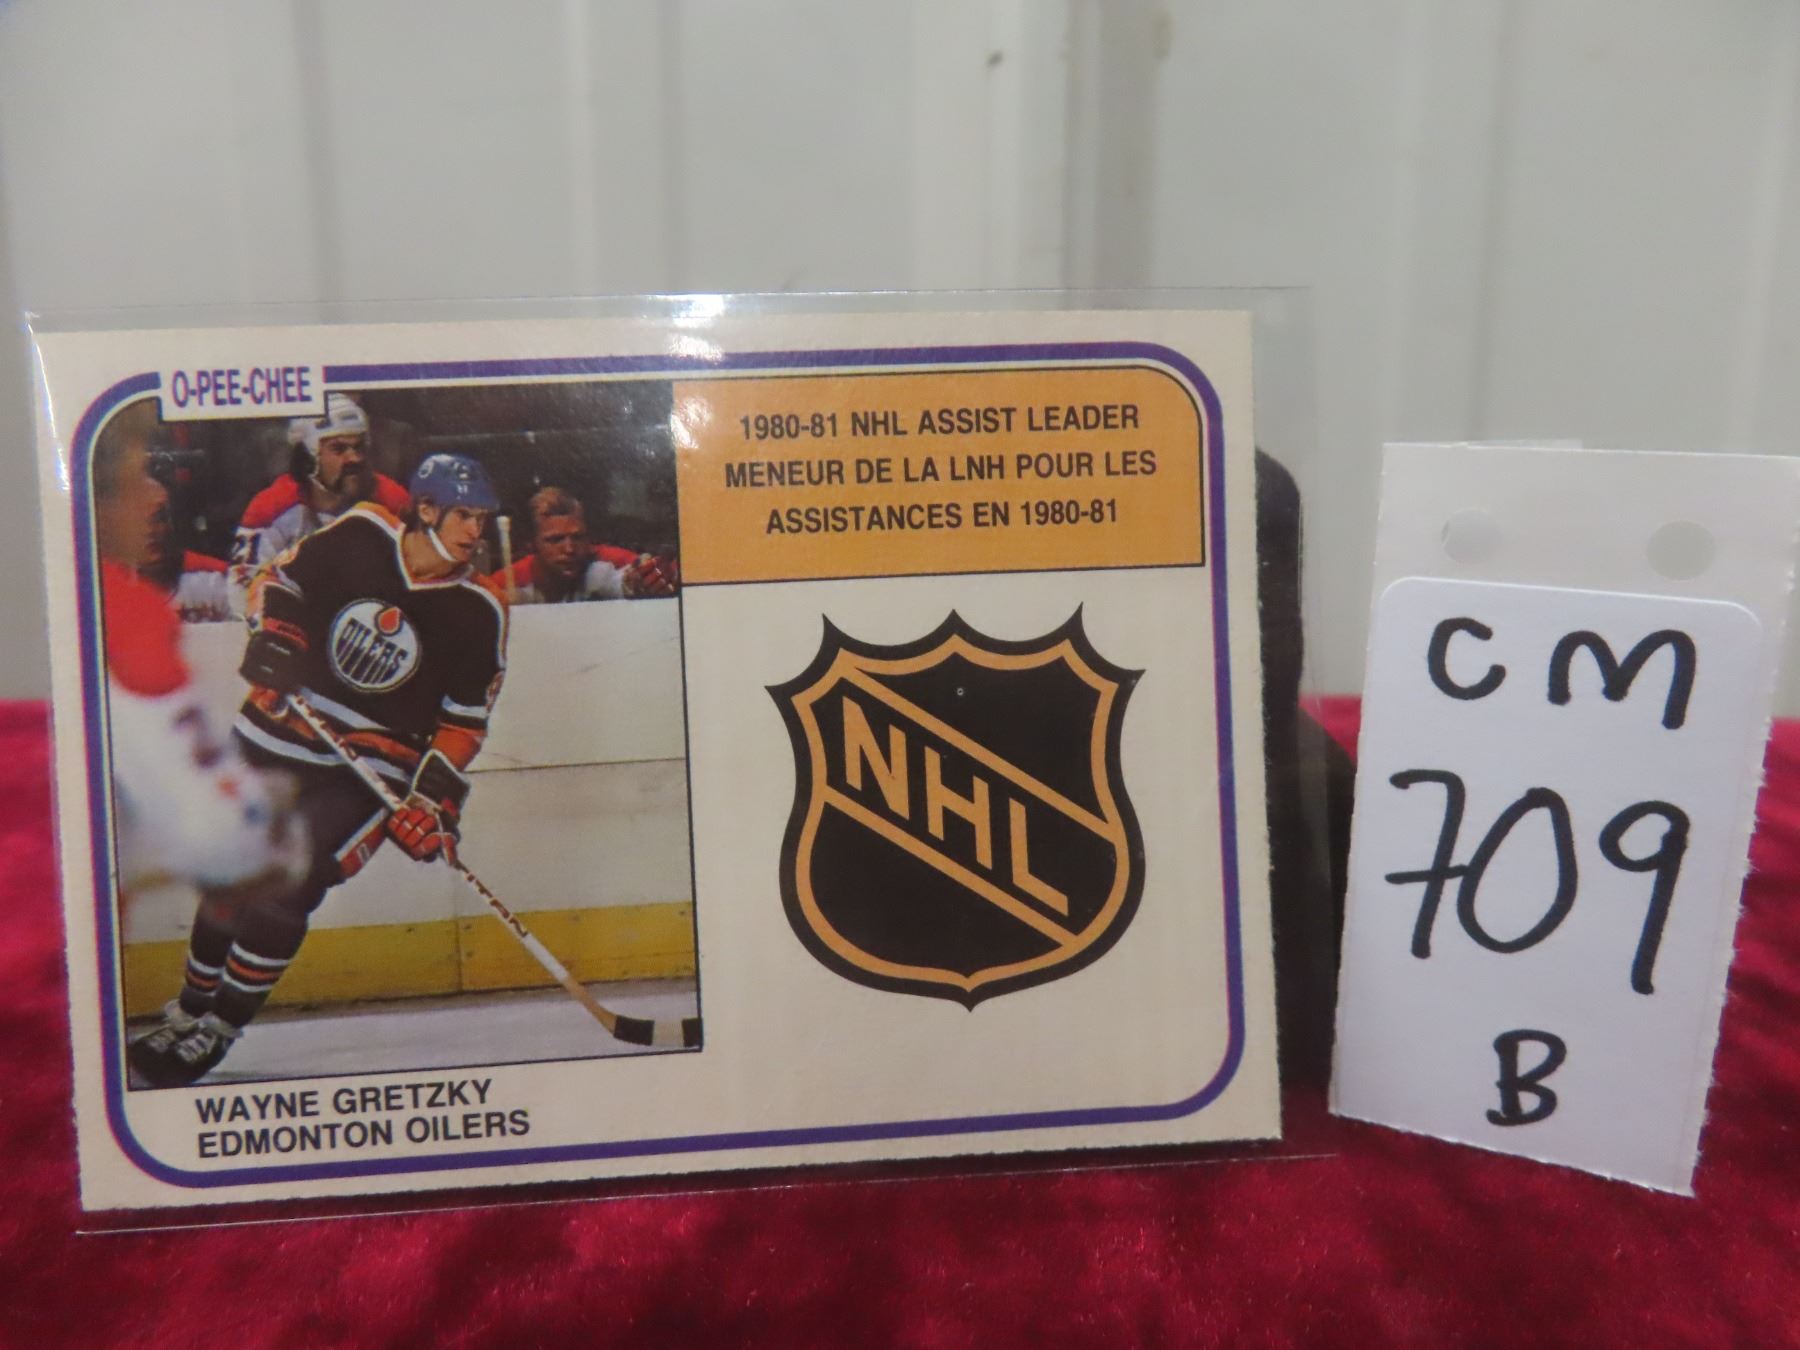 O-PEE-CHEE
1980-81 NHL ASSIST LEADER
MENEUR DE LA LNH POUR LES
ASSISTANCES EN 1980-81
OILERS
TITAN
NHL
WAYNE GRETZKY
EDMONTON OILERS
CM
709
B